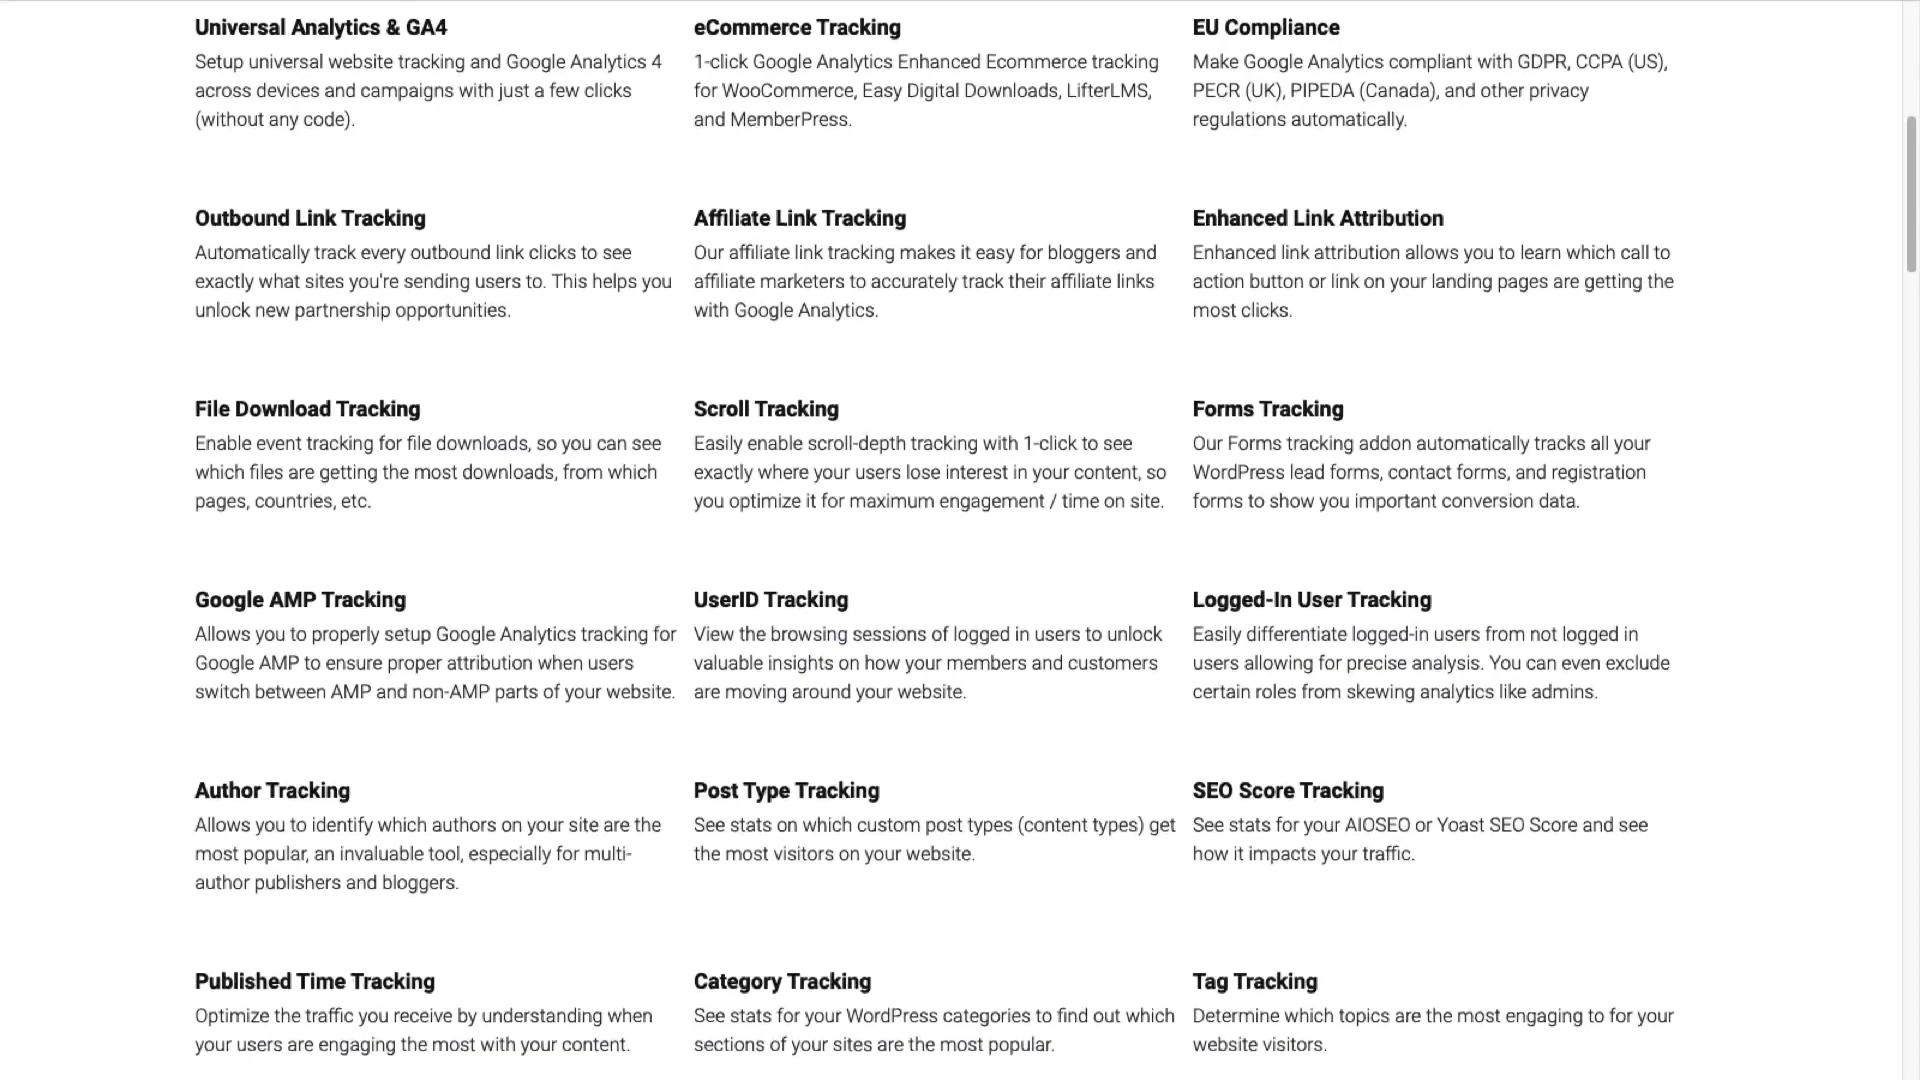 Universal Analytics & GA4
Setup universal website tracking and Google Analytics 4
across devices and campaigns with just a few clicks
(without any code).
eCommerce Tracking
1-click Google Analytics Enhanced Ecommerce tracking
for WooCommerce, Easy Digital Downloads, LifterLMS,
and MemberPress.
EU Compliance
Make Google Analytics compliant with GDPR, CCPA (US),
PECR (UK), PIPEDA (Canada), and other privacy
regulations automatically.
Outbound Link Tracking
Automatically track every outbound link clicks to see
exactly what sites you're sending users to. This helps you
unlock new partnership opportunities.
Affiliate Link Tracking
Our affiliate link tracking makes it easy for bloggers and
affiliate marketers to accurately track their affiliate links
with Google Analytics.
Enhanced Link Attribution
Enhanced link attribution allows you to learn which call to
action button or link on your landing pages are getting the
most clicks.
File Download Tracking
Enable event tracking for file downloads, so you can see
which files are getting the most downloads, from which
pages, countries, etc.
Scroll Tracking
Easily enable scroll-depth tracking with 1-click to see
exactly where your users lose interest in your content, so
you optimize it for maximum engagement / time on site.
Forms Tracking
Our Forms tracking addon automatically tracks all your
WordPress lead forms, contact forms, and registration
forms to show you important conversion data.
Google AMP Tracking
Allows you to properly setup Google Analytics tracking for
Google AMP to ensure proper attribution when users
switch between AMP and non-AMP parts of your website.
UserID Tracking
View the browsing sessions of logged in users to unlock
valuable insights on how your members and customers
are moving around your website.
Logged-In User Tracking
Easily differentiate logged-in users from not logged in
users allowing for precise analysis. You can even exclude
certain roles from skewing analytics like admins.
Author Tracking
Allows you to identify which authors on your site are the
most popular, an invaluable tool, especially for multi-
author publishers and bloggers.
Post Type Tracking
See stats on which custom post types (content types) get
the most visitors on your website.
SEO Score Tracking
See stats for your AIOSEO or Yoast SEO Score and see
how it impacts your traffic.
Published Time Tracking
Optimize the traffic you receive by understanding when
your users are engaging the most with your content.
Category Tracking
See stats for your WordPress categories to find out which
sections of your sites are the most popular.
Tag Tracking
Determine which topics are the most engaging to for your
website visitors.